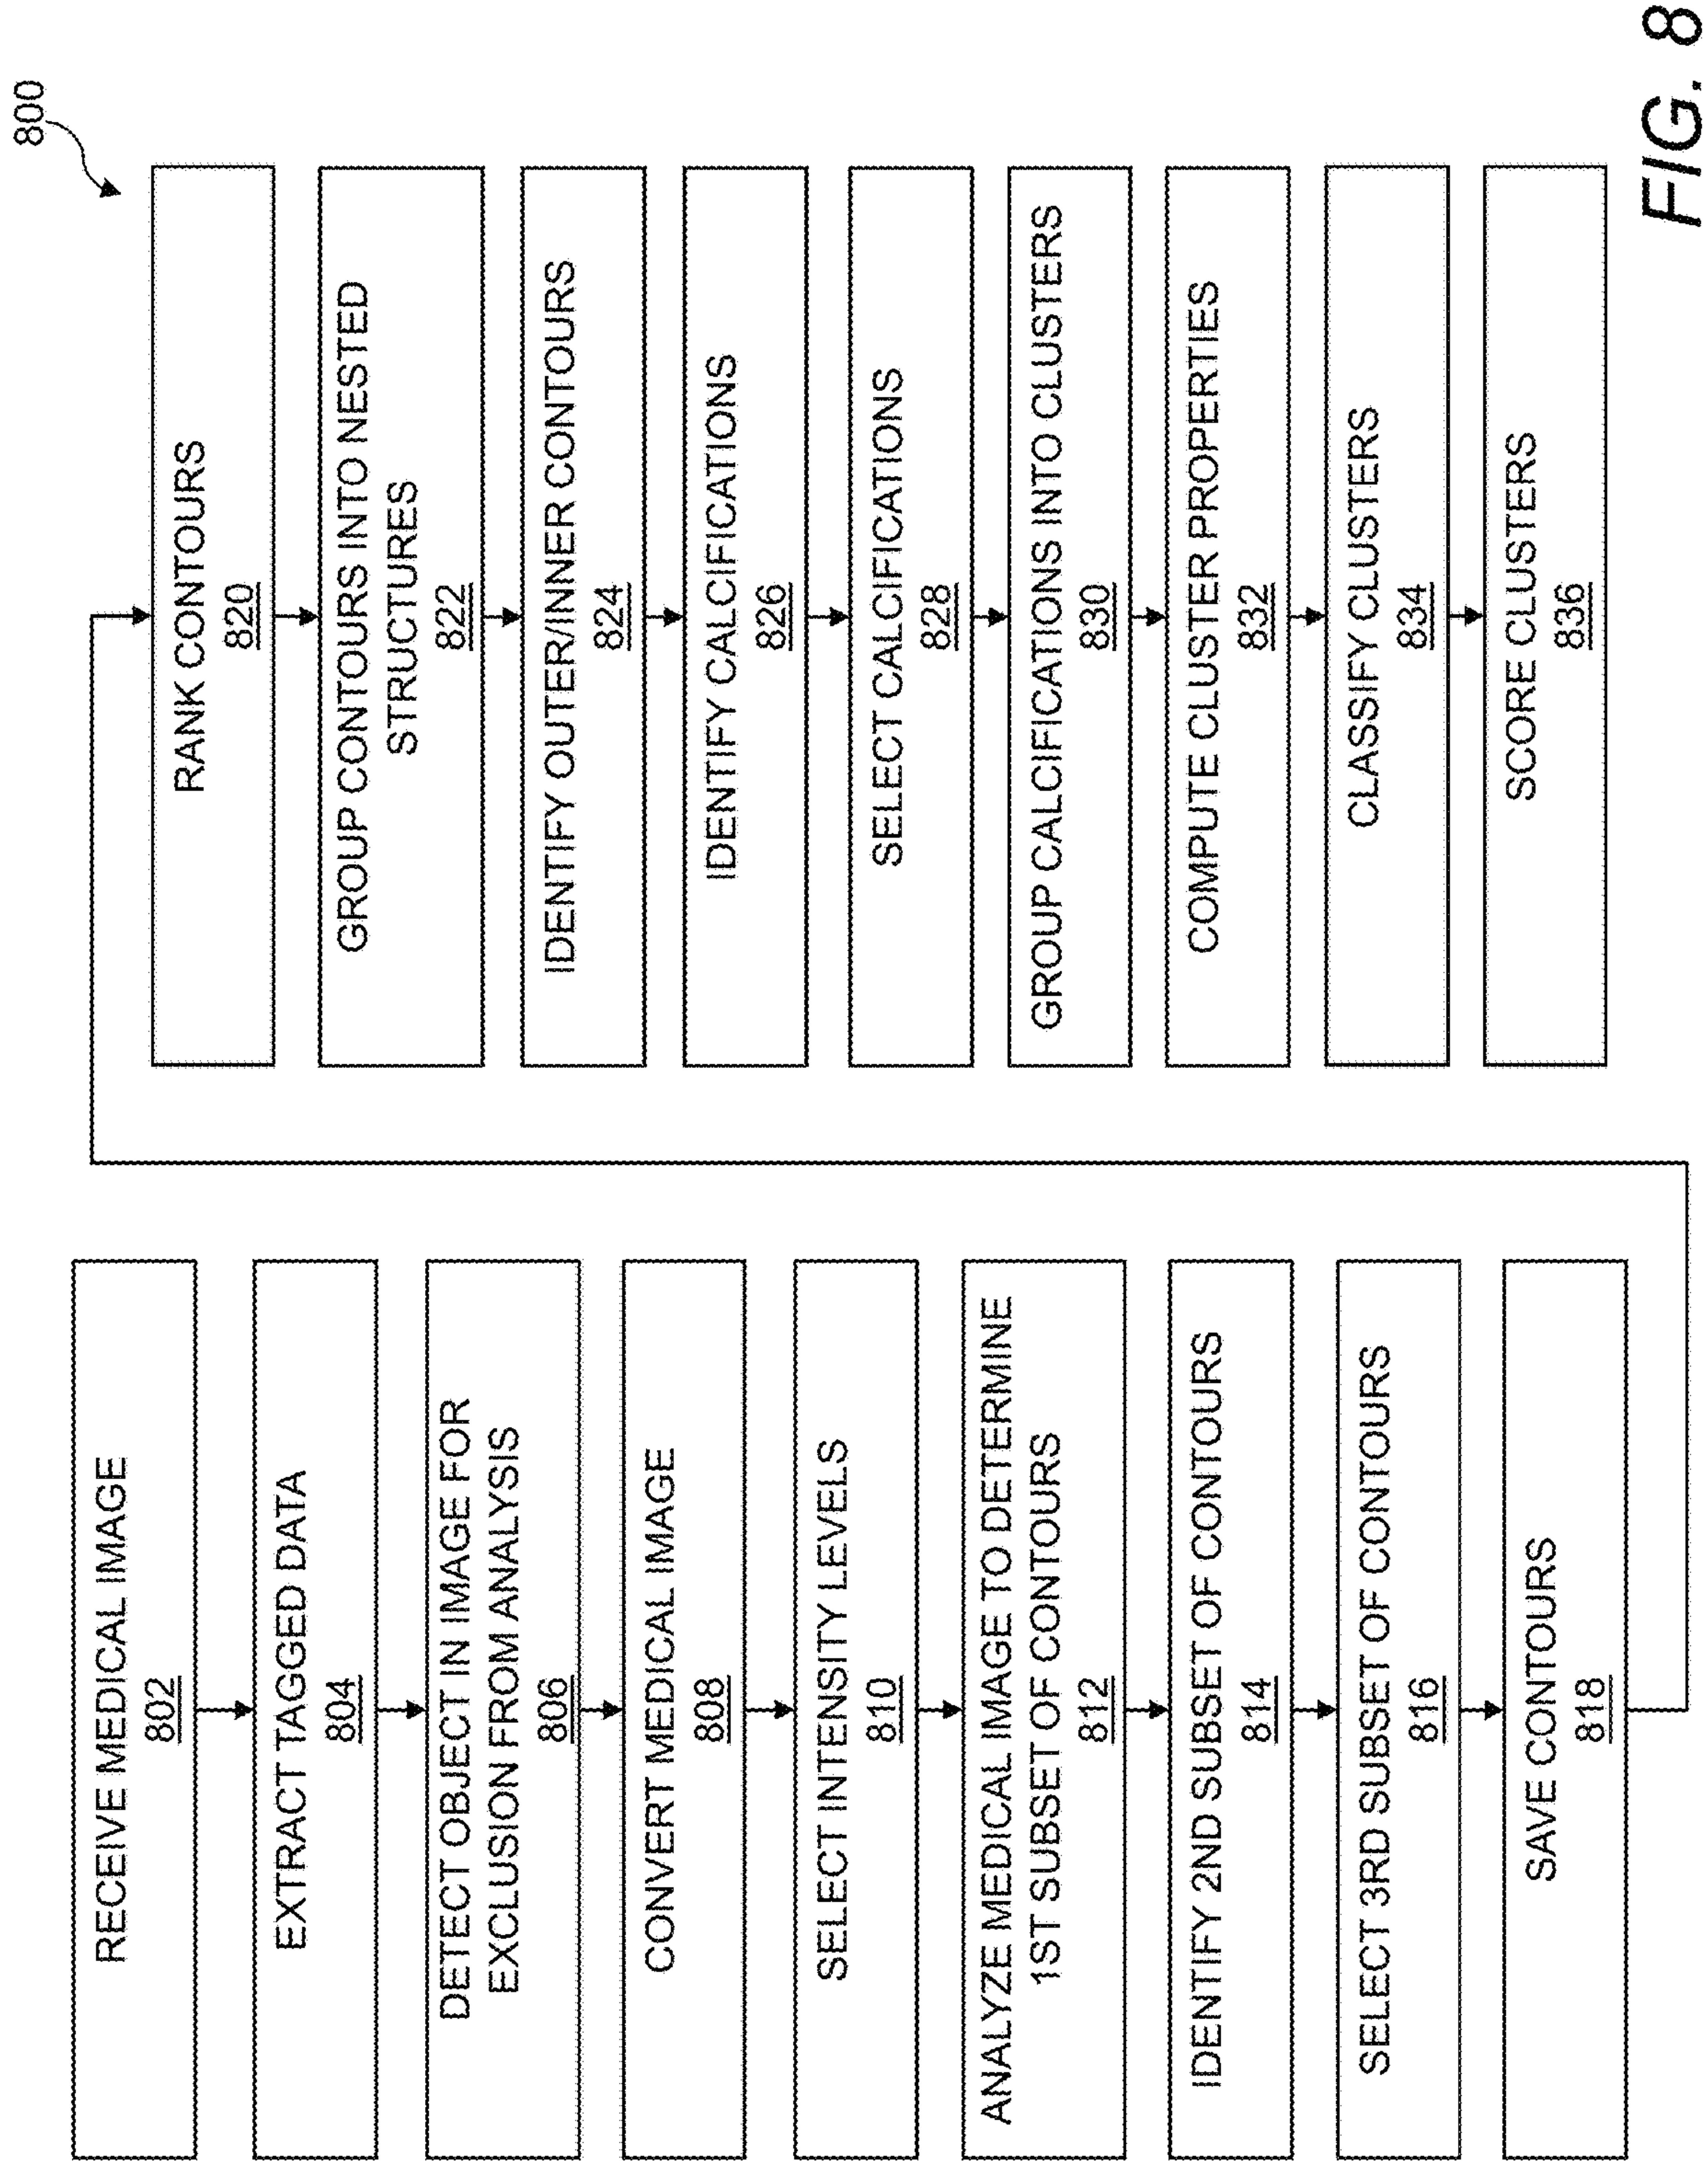 800
RECEIVE MEDICAL IMAGE
802
EXTRACT TAGGED DATA
804
DETECT OBJECT IN IMAGE FOR
EXCLUSION FROM ANALYSIS
806
CONVERT MEDICAL IMAGE
808
SELECT INTENSITY LEVELS
810
ANALYZE MEDICAL IMAGE TO DETERMINE
1ST SUBSET OF CONTOURS
812
IDENTIFY 2ND SUBSET OF CONTOURS
814
SELECT 3RD SUBSET OF CONTOURS
816
SAVE CONTOURS
818
RANK CONTOURS
820
GROUP CONTOURS INTO NESTED
STRUCTURES
822
IDENTIFY OUTER/INNER CONTOURS
824
IDENTIFY CALCIFICATIONS
826
SELECT CALCIFICATIONS
828
GROUP CALCIFICATIONS INTO CLUSTERS
830
COMPUTE CLUSTER PROPERTIES
832
CLASSIFY CLUSTERS
834
SCORE CLUSTERS
836
FIG. 8